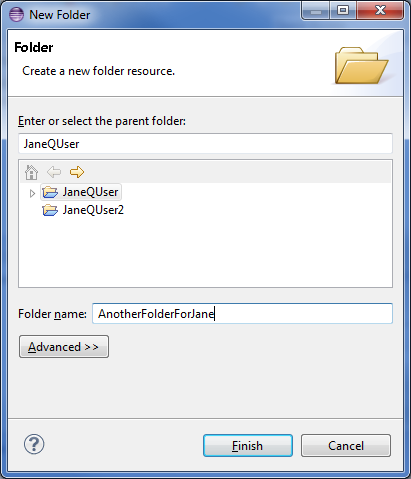 New Folder
Folder
Create a new folder resource.
Enter or select the parent folder:
JaneQUser
JaneQUser
JaneQUser2
Folder name: AnotherFolderForJane
Advanced >>
? Finish Cancel